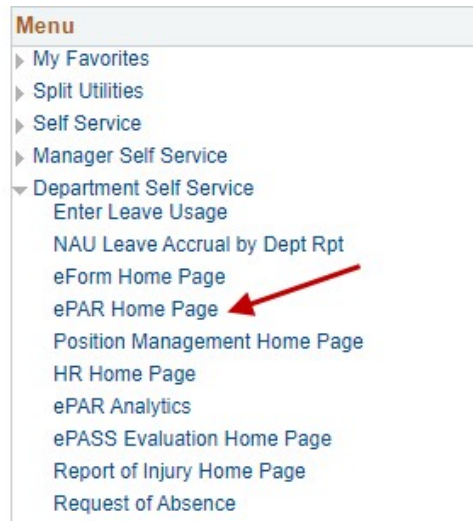 Menu
My Favorites
Split Utilities
Self Service
Manager Self Service
Department Self Service
Enter Leave Usage
NAU Leave Accrual by Dept Rpt
eForm Home Page
ePAR Home Page
Position Management Home Page
HR Home Page
ePAR Analytics
ePASS Evaluation Home Page
Report of Injury Home Page
Request of Absence